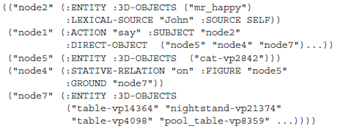 (("node2" (:ENTITY :3D-OBJECTS ("mr_happy")
:LEXICAL-SOURCE "John" :SOURCE SELF))
("node1" (:ACTION "say" :SUBJECT "node2"
:DIRECT-OBJECT ("node5" "node4" "node7")...))
("node5" (:ENTITY :3D-OBJECTS ("cat-vp2842"))))
("node4" (:STATIVE-RELATION "on" :FIGURE "node5"
:GROUND "node7"))
("node7" (:ENTITY :3D-OBJECTS
("table-vp14364" "nightstand-vp21374"
"table-vp4098" "pool_table-vp8359" ...))))